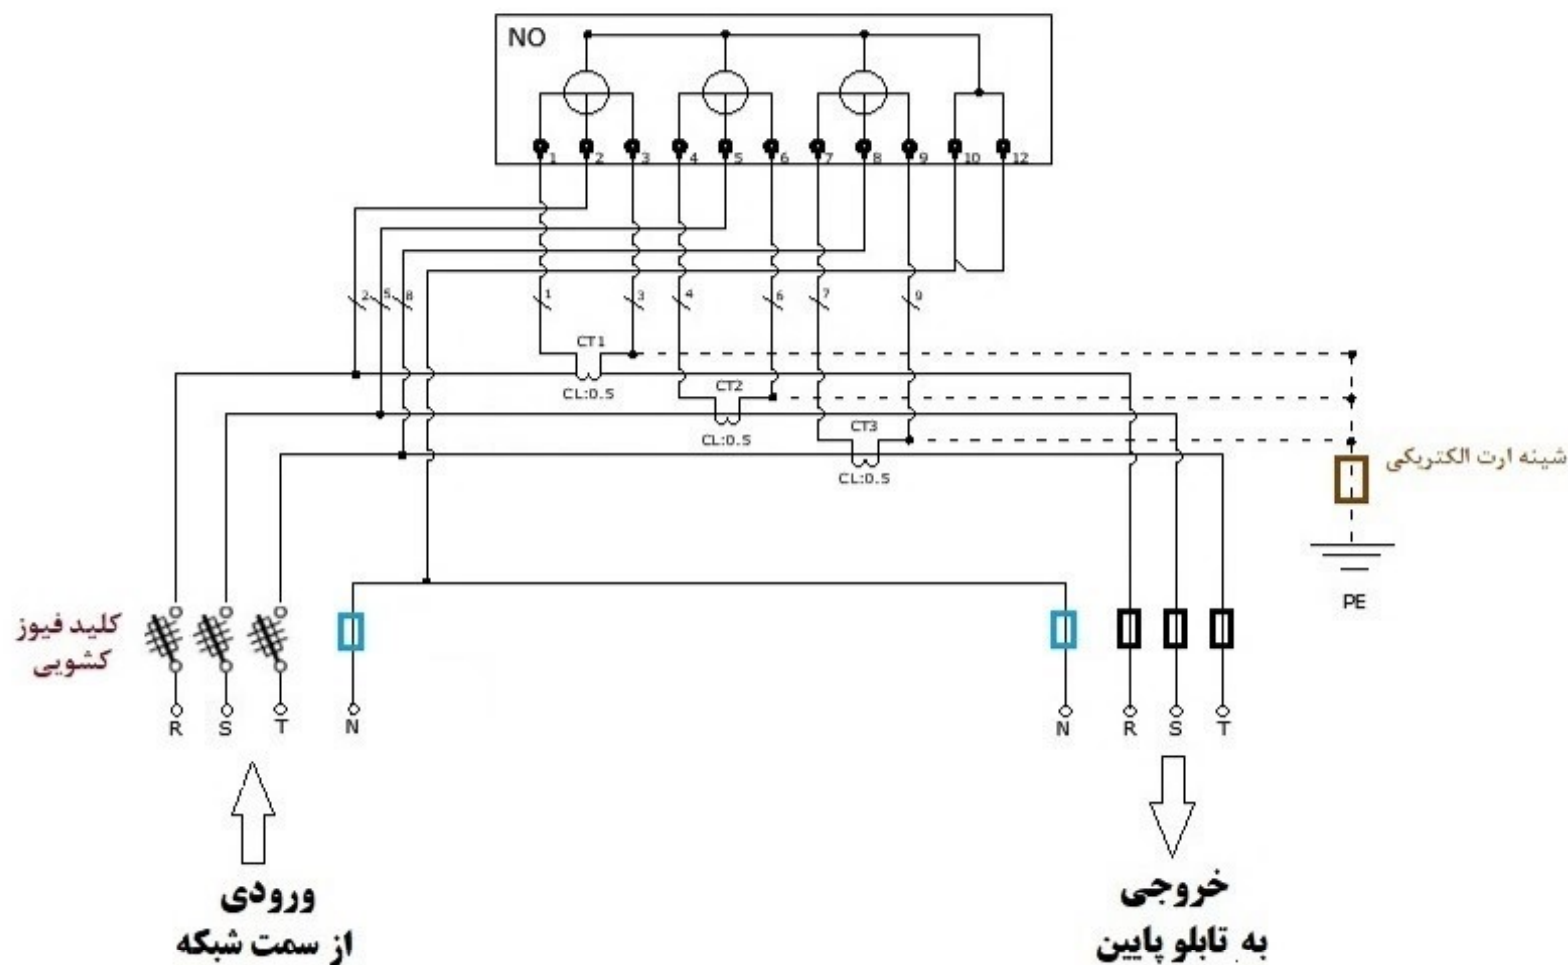 NO
1 2 3 4 5 6 7 8 9 10 12
2 5 8 1 3 4 6 7 9
CT1
CL:0.5
CT2
CL:0.5
CT3
CL:0.5
شینه ارت الکتریکی
PE
کلید فیوز
کشویی
R S T N
N R S T
ورودی
از سمت شبکه
خروجی
به تابلو پایین